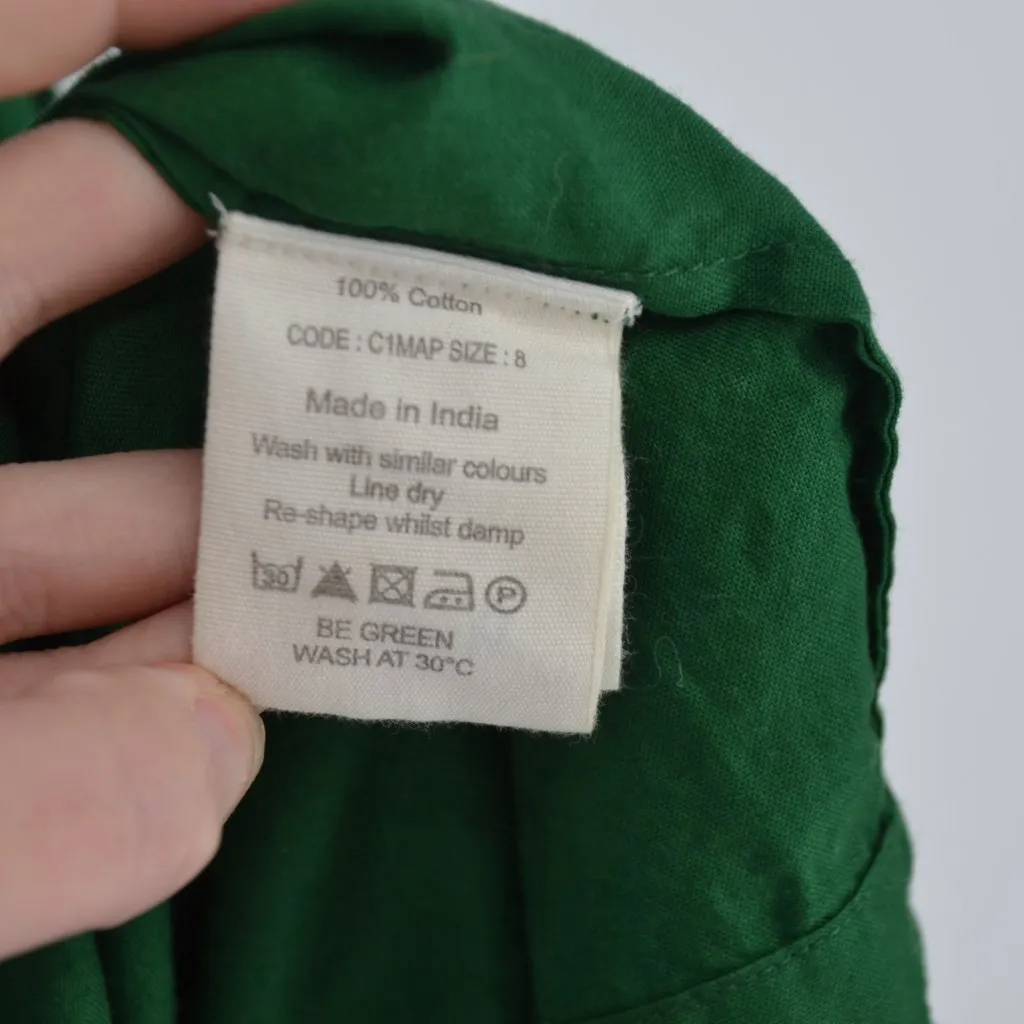 100% Cotton
CODE : C1MAP SIZE : 8
Made in India
Wash with similar colours
Line dry
Re-shape whilst damp
30 P
BE GREEN
WASH AT 30°C